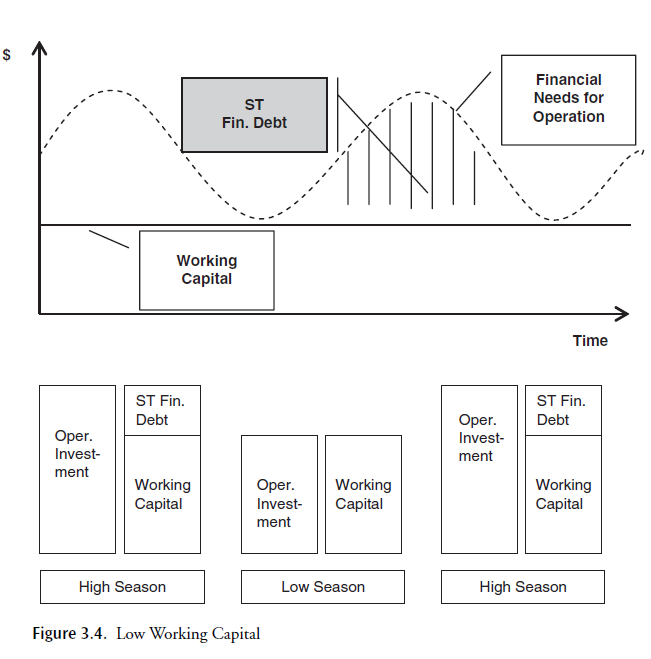 $
ST
Fin. Debt
Financial
Needs for
Operation
Working
Capital
Time
Oper.
Invest-
ment
ST Fin.
Debt
Working
Capital
Oper.
Invest-
ment
Working
Capital
Oper.
Invest-
ment
ST Fin.
Debt
Working
Capital
High Season
Low Season
High Season
Figure 3.4. Low Working Capital